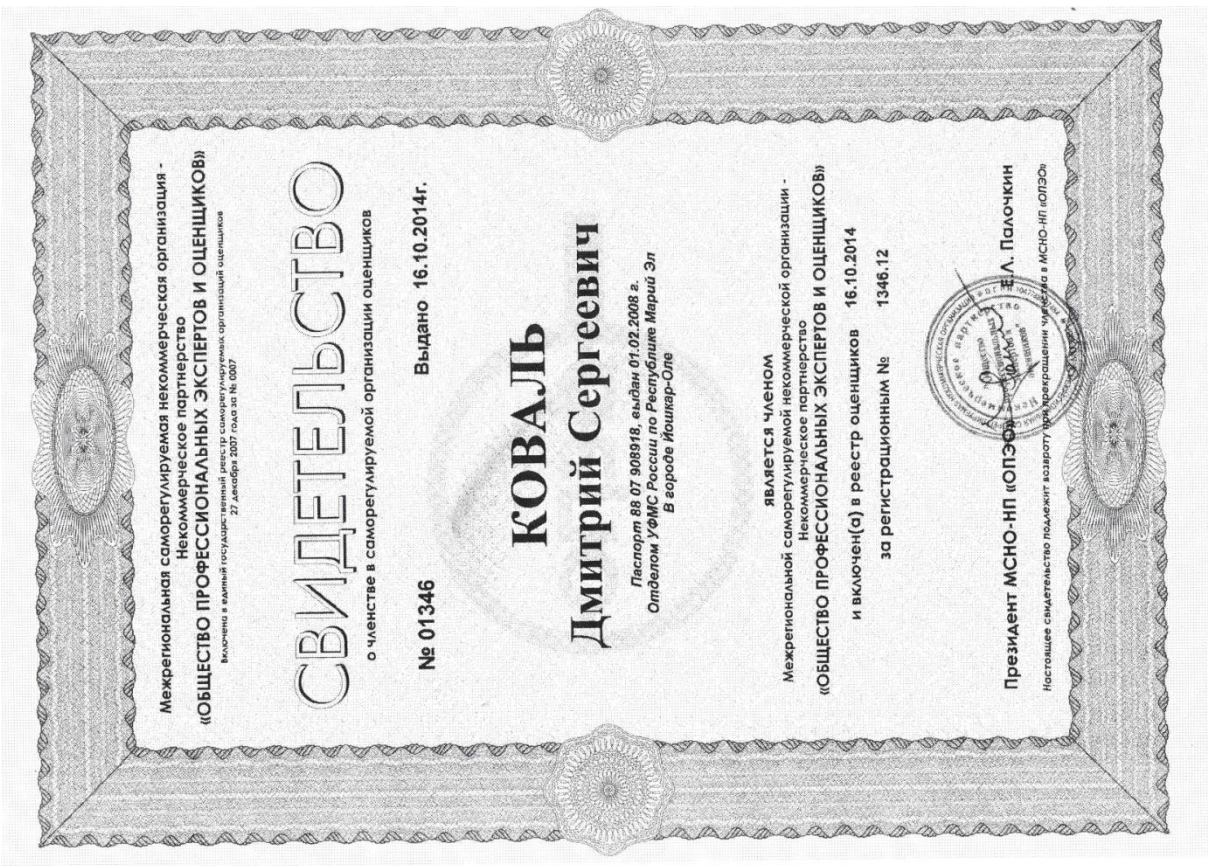 Межрегиональная саморегулируемая некоммерческая организация -
Некоммерческое партнерство
«ОБЩЕСТВО ПРОФЕССИОНАЛЬНЫХ ЭКСПЕРТОВ И ОЦЕНЩИКОВ»
включена в единый государственный реестр саморегулируемых организаций оценщиков
27 декабря 2007 года за № 0007
СВИДЕТЕЛЬСТВО
о членстве в саморегулируемой организации оценщиков
№ 01346 Выдано 16.10.2014г.
КОВАЛЬ
Дмитрий Сергеевич
Паспорт 88 07 908918, выдан 01.02.2008 г.
Отделом УФМС России по Республике Марий Эл
В городе Йошкар-Оле
является членом
Межрегиональной саморегулируемой некоммерческой организации -
Некоммерческое партнерство
«ОБЩЕСТВО ПРОФЕССИОНАЛЬНЫХ ЭКСПЕРТОВ И ОЦЕНЩИКОВ»
и включен(а) в реестр оценщиков 16.10.2014
за регистрационным № 1346.12
Президент МСНО-НП «ОПЭО» Е.Л. Палочкин
Настоящее свидетельство подлежит возврату при прекращении членства в МСНО-НП «ОПЭО»
Некоммерческое партнерство
Общество